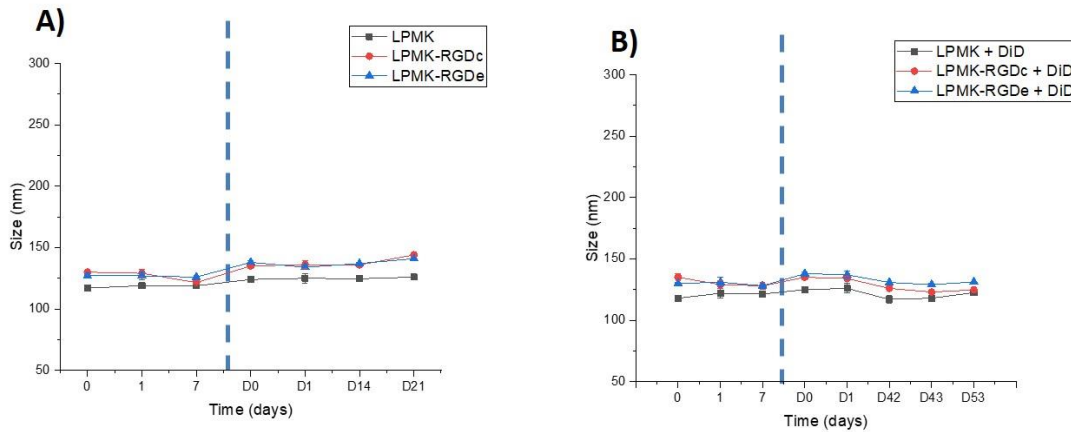 A)
LPMK
LPMK-RGDc
LPMK-RGDe
300
250
200
150
100
50
Size (nm)
0 1 7 D0 D1 D14 D21
Time (days)
B)
LPMK + DiD
LPMK-RGDc + DiD
LPMK-RGDe + DiD
300
250
200
150
100
50
Size (nm)
0 1 7 D0 D1 D42 D43 D53
Time (days)